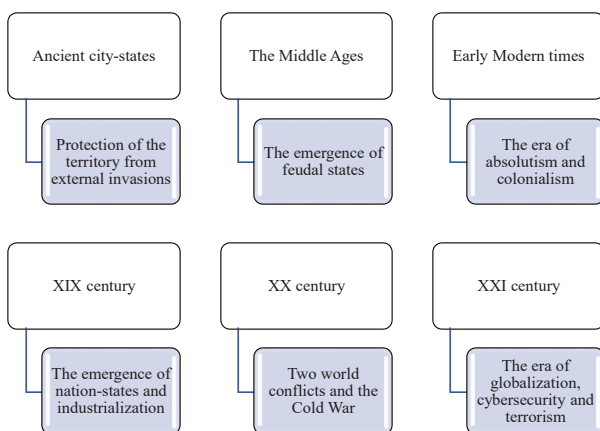 Ancient city-states
Protection of the
territory from
external invasions
The Middle Ages
The emergence of
feudal states
Early Modern times
The era of
absolutism and
colonialism
XIX century
The emergence of
nation-states and
industrialization
XX century
Two world
conflicts and the
Cold War
XXI century
The era of
globalization,
cybersecurity and
terrorism